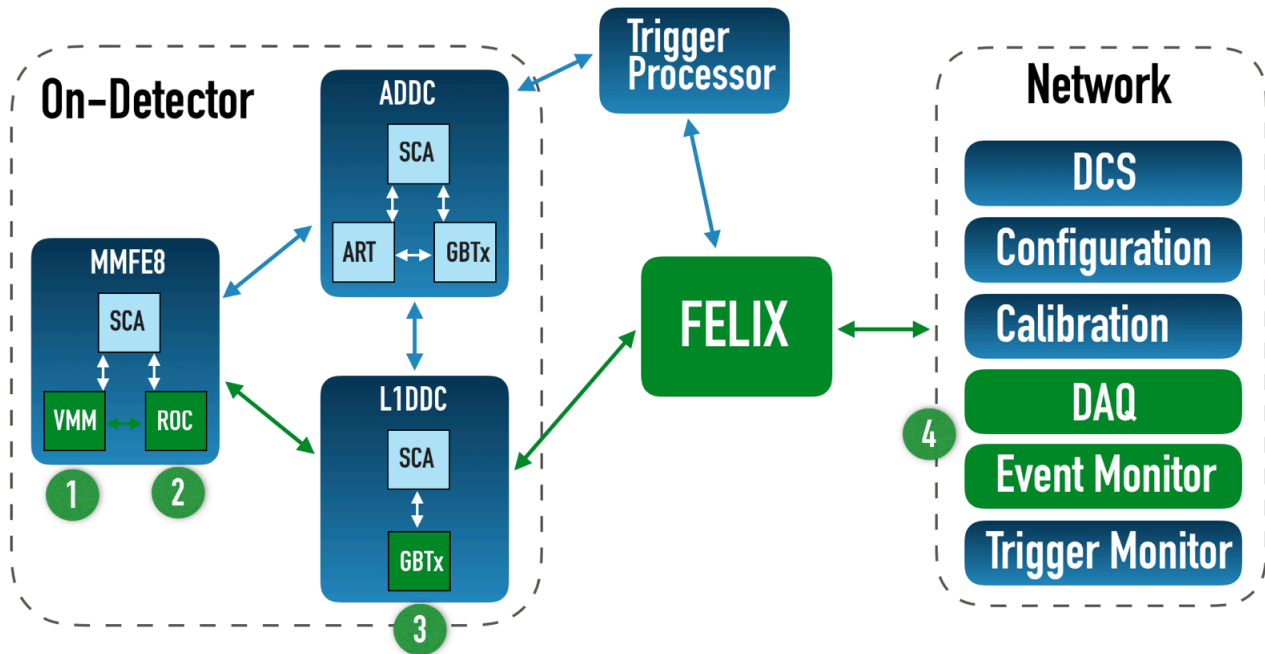 On-Detector
ADDC
SCA
ART
GBTx
MMFE8
SCA
VMM
ROC
1
2
L1DDC
SCA
GBTx
3
Trigger
Processor
FELIX
Network
DCS
Configuration
Calibration
DAQ
4
Event Monitor
Trigger Monitor